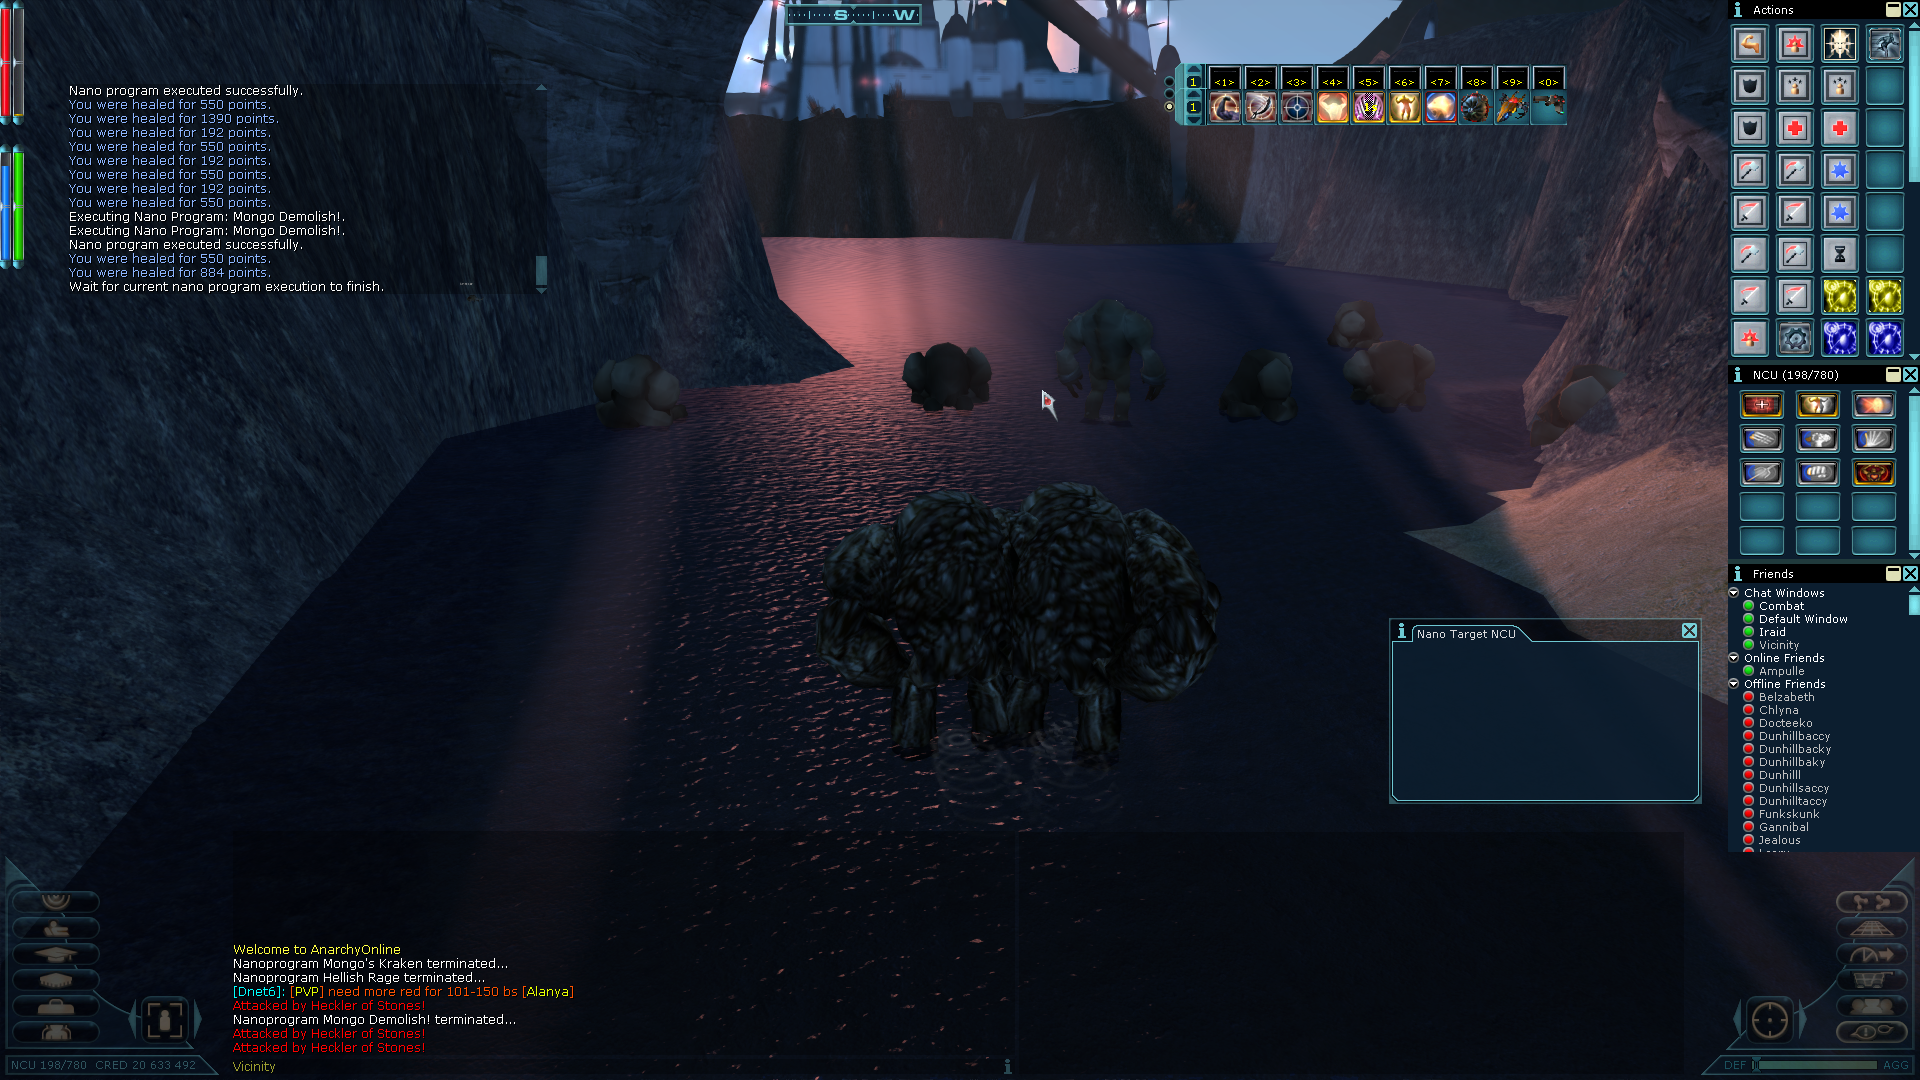 S W
Nano program executed successfully.
You were healed for 550 points.
You were healed for 1390 points.
You were healed for 192 points.
You were healed for 550 points.
You were healed for 192 points.
You were healed for 550 points.
You were healed for 192 points.
You were healed for 550 points.
Executing Nano Program: Mongo Demolish!.
Executing Nano Program: Mongo Demolish!.
Nano program executed successfully.
You were healed for 550 points.
You were healed for 884 points.
Wait for current nano program execution to finish.
1 <1> <2> <3> <4> <5> <6> <7> <8> <9> <0>
1
Actions
NCU (198/780)
Friends
Chat Windows
Combat
Default Window
Iraid
Vicinity
Online Friends
Ampulle
Offline Friends
Belzabeth
Chlyna
Docteeko
Dunhillbaccy
Dunhillbacky
Dunhillbaky
Dunhilll
Dunhillsaccy
Dunhilltaccy
Funkskunk
Gannibal
Jealous
Nano Target NCU
Welcome to AnarchyOnline
Nanoprogram Mongo's Kraken terminated...
Nanoprogram Hellish Rage terminated...
[Dnet6]: [PVP] need more red for 101-150 bs [Alanya]
Attacked by Heckler of Stones!
Nanoprogram Mongo Demolish! terminated...
Attacked by Heckler of Stones!
Attacked by Heckler of Stones!
Vicinity
NCU 198/780 CRED 20 633 492
DEF AGG